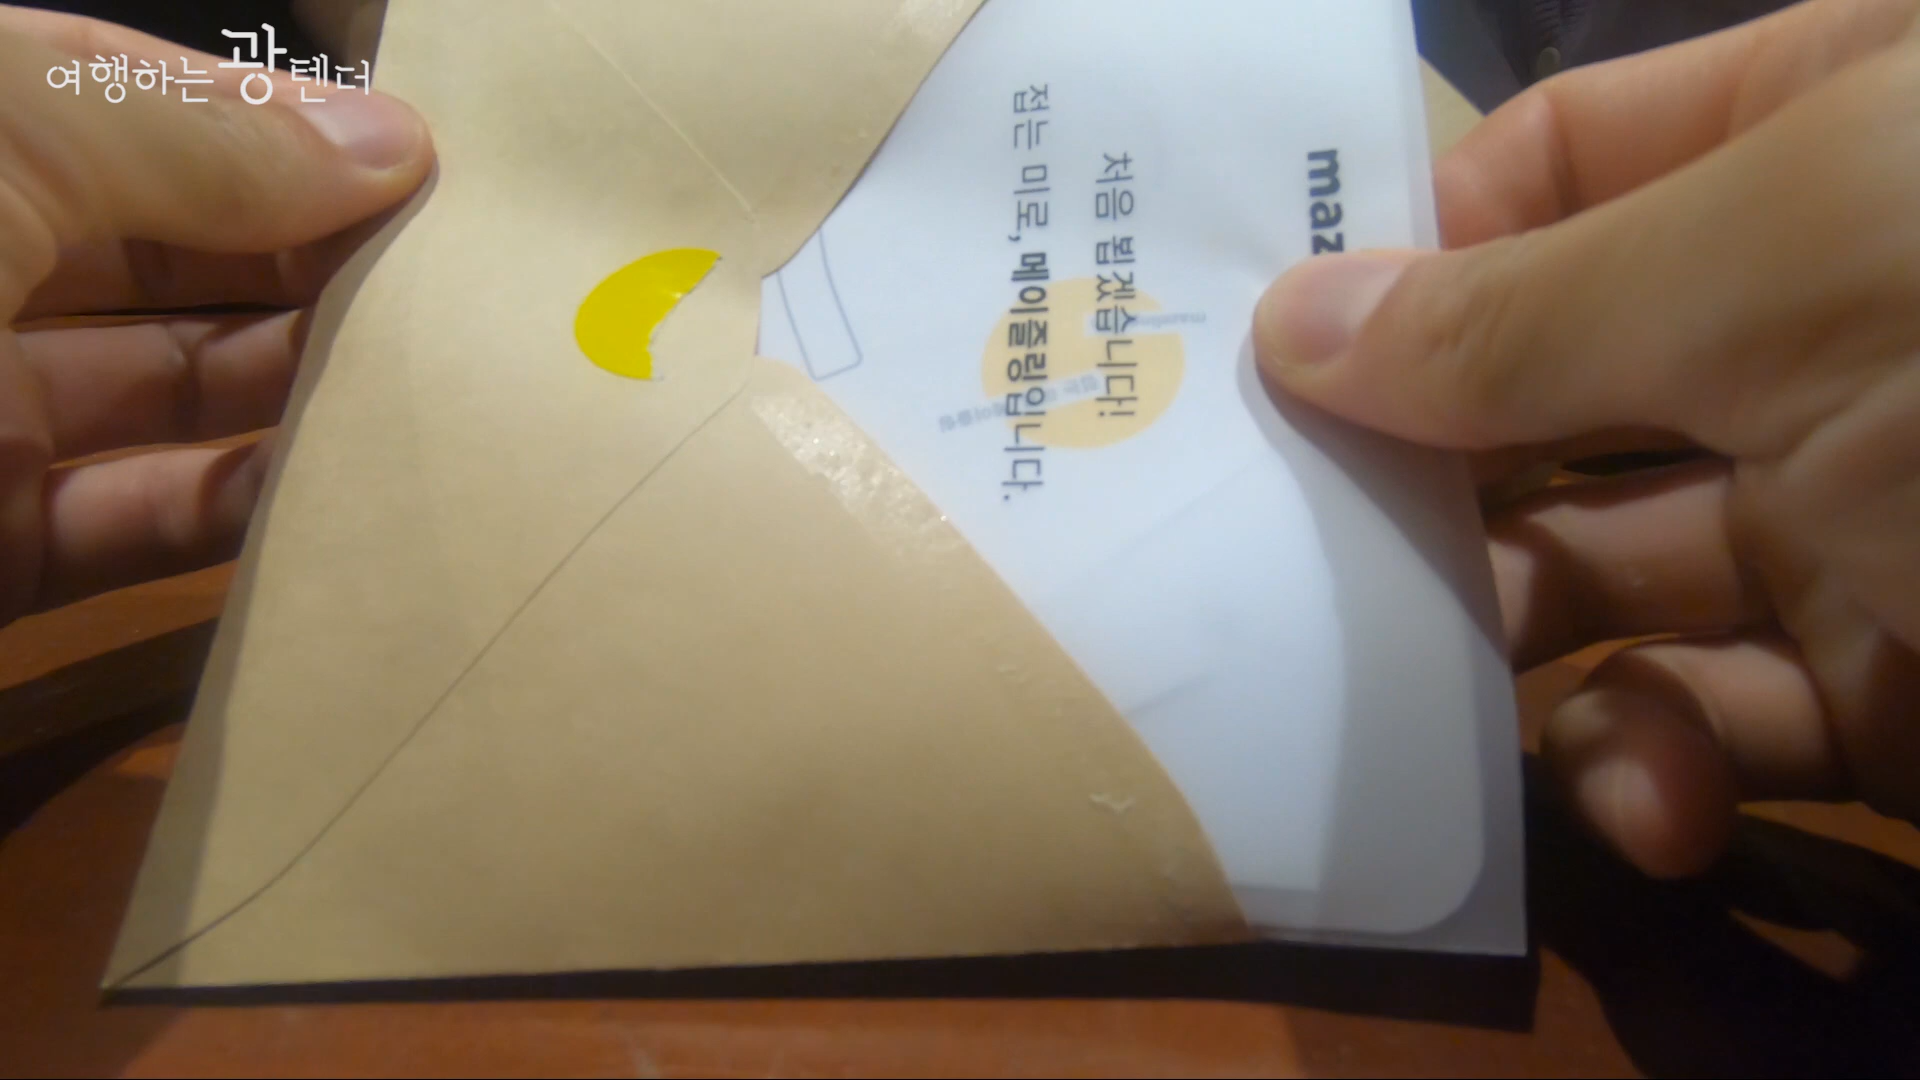 여행하는 광텐더
maz
처음 뵙겠습니다!
접는 미로, 메이즐링입니다.